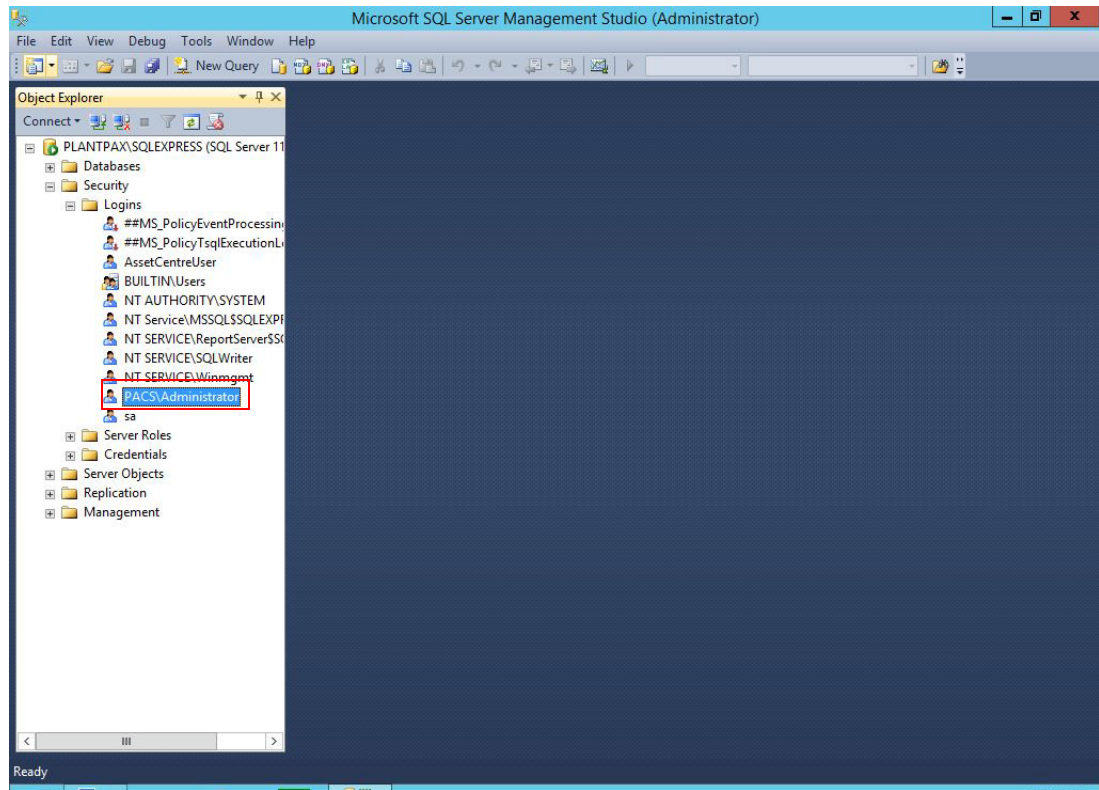 Microsoft SQL Server Management Studio (Administrator)
File Edit View Debug Tools Window Help
New Query
Object Explorer
Connect
PLANTPAX\SQLEXPRESS (SQL Server 11
Databases
Security
Logins
##MS_PolicyEventProcessin
##MS_PolicyTsqlExecutionL
AssetCentreUser
BUILTIN\Users
NT AUTHORITY\SYSTEM
NT Service\MSSQL$SQLEXPR
NT SERVICE\ReportServer$S
NT SERVICE\SQLWriter
NT SERVICE\Winmgmt
PACS\Administrator
sa
Server Roles
Credentials
Server Objects
Replication
Management
Ready